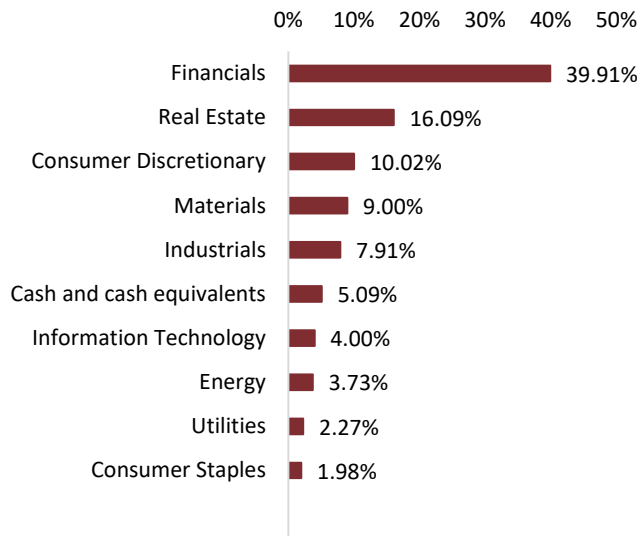 0% 10% 20% 30% 40% 50%
Financials 39.91%
Real Estate 16.09%
Consumer Discretionary 10.02%
Materials 9.00%
Industrials 7.91%
Cash and cash equivalents 5.09%
Information Technology 4.00%
Energy 3.73%
Utilities 2.27%
Consumer Staples 1.98%